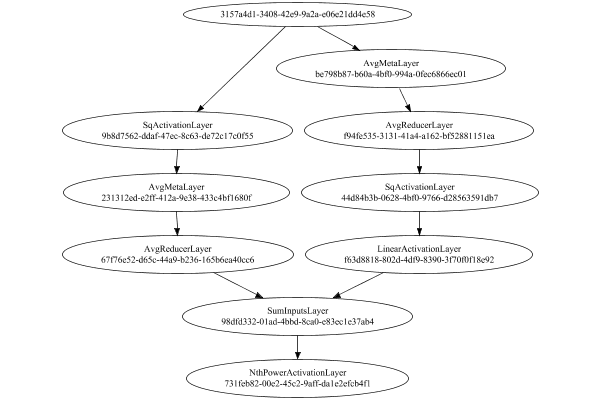 3157a4d1-3408-42e9-9a2a-e06e21dd4e58
AvgMetaLayer
be798b87-b60a-4bf0-994a-0fec6866ec01
SqActivationLayer
9b8d7562-ddaf-47ec-8c63-de72c17c0f55
AvgReducerLayer
f94fe535-3131-41a4-a162-bf52881151ea
AvgMetaLayer
231312ed-e2ff-412a-9e38-433c4bf1680f
SqActivationLayer
44d84b3b-0628-4bf0-9766-d28563591db7
AvgReducerLayer
67f76e52-d65c-44a9-b236-165b6ea40cc6
LinearActivationLayer
f63d8818-802d-4df9-8390-3f70f0f18e92
SumInputsLayer
98dfd332-01ad-4bbd-8ca0-e83ec1e37ab4
NthPowerActivationLayer
731feb82-00e2-45c2-9aff-da1e2efcb4f1